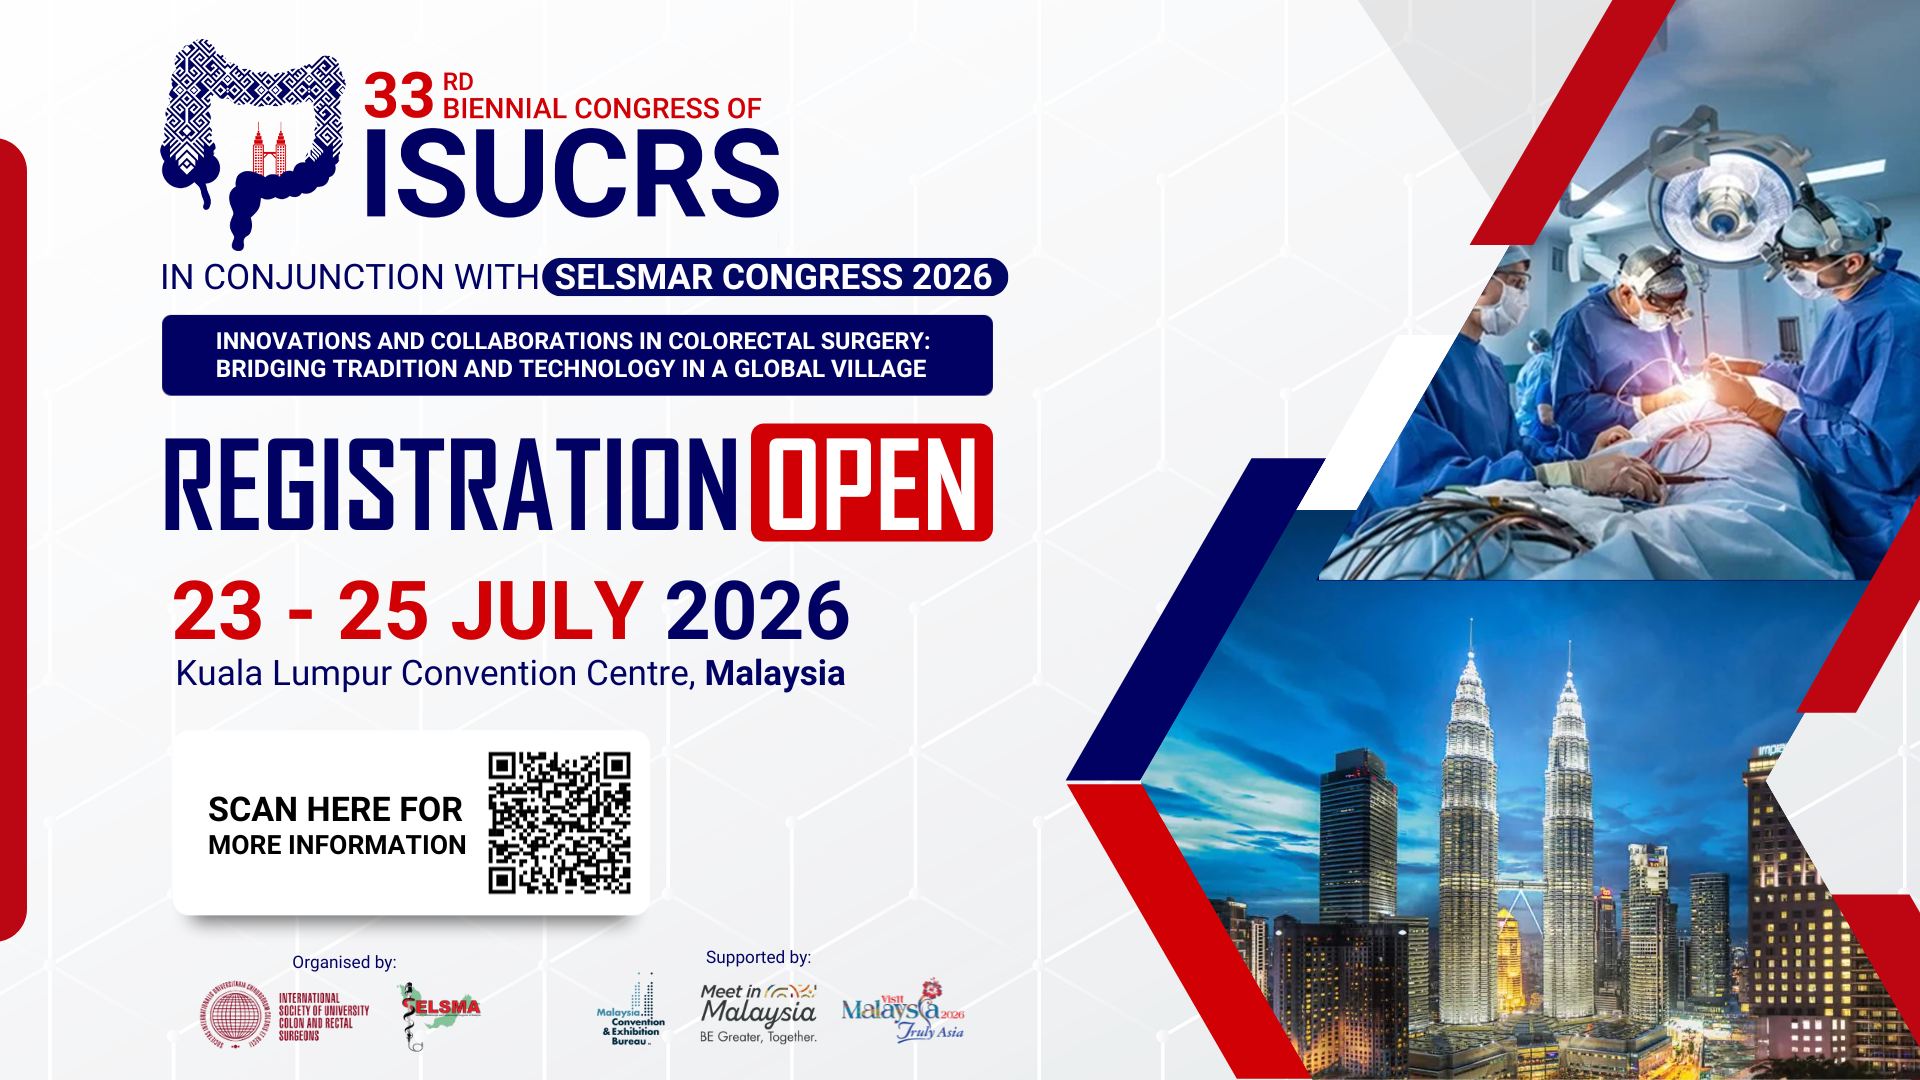 33RD
BIENNIAL CONGRESS OF
ISUCRS
IN CONJUNCTION WITH SELSMAR CONGRESS 2026
INNOVATIONS AND COLLABORATIONS IN COLORECTAL SURGERY:
BRIDGING TRADITION AND TECHNOLOGY IN A GLOBAL VILLAGE
REGISTRATION OPEN
23 - 25 JULY 2026
Kuala Lumpur Convention Centre, Malaysia
SCAN HERE FOR
MORE INFORMATION
Organised by:
INTERNATIONAL
SOCIETY OF UNIVERSITY
COLON AND RECTAL
SURGEONS
SELSMA
Supported by:
Malaysia
Convention
& Exhibition
Bureau
Meet in
Malaysia
BE Greater, Together.
Visit
Malaysia 2026
Truly Asia